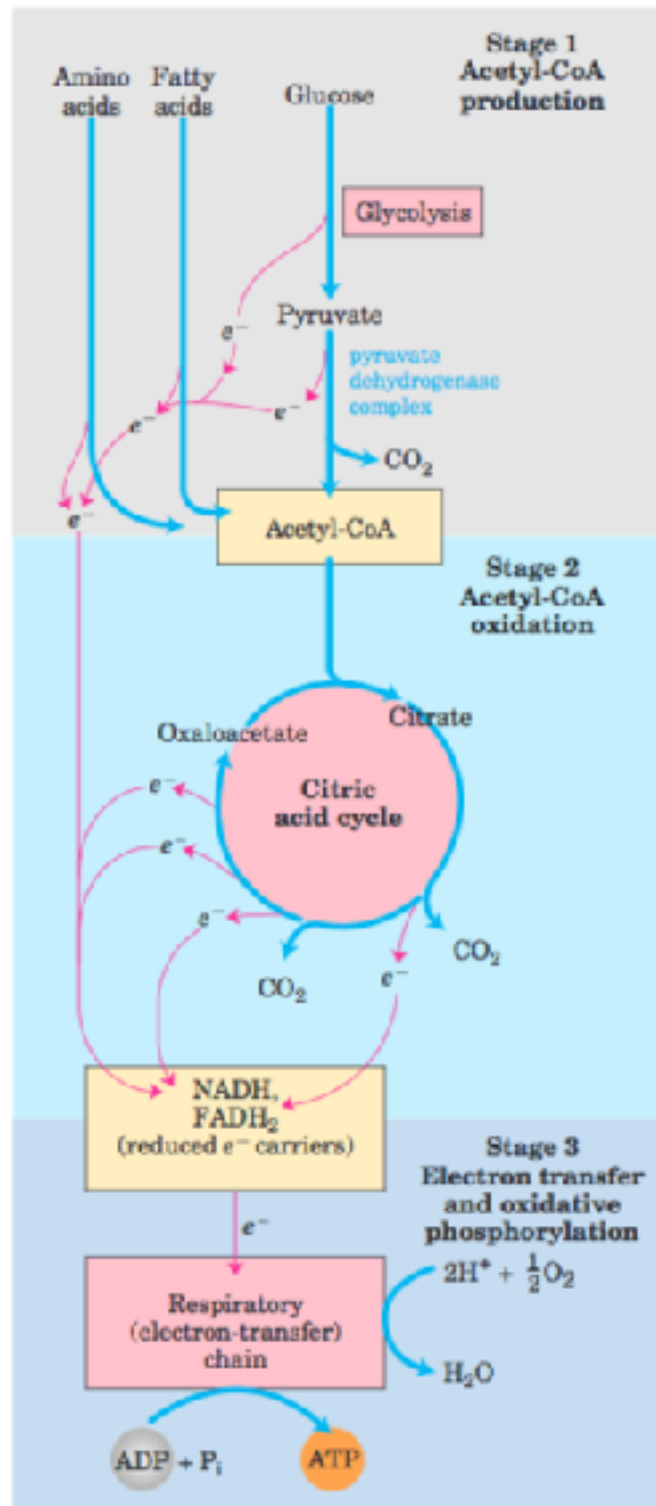 Stage 1
Acetyl-CoA
production
Amino
acids
Fatty
acids
Glucose
Glycolysis
Pyruvate
e⁻
pyruvate
dehydrogenase
complex
e⁻
e⁻
CO₂
e⁻
Acetyl-CoA
Stage 2
Acetyl-CoA
oxidation
Oxaloacetate
Citrate
Citric
acid cycle
e⁻
e⁻
e⁻
CO₂
e⁻
CO₂
NADH,
FADH₂
(reduced e⁻ carriers)
Stage 3
Electron transfer
and oxidative
phosphorylation
e⁻
2H⁺ + ½O₂
Respiratory
(electron-transfer)
chain
H₂O
ADP + Pᵢ
ATP